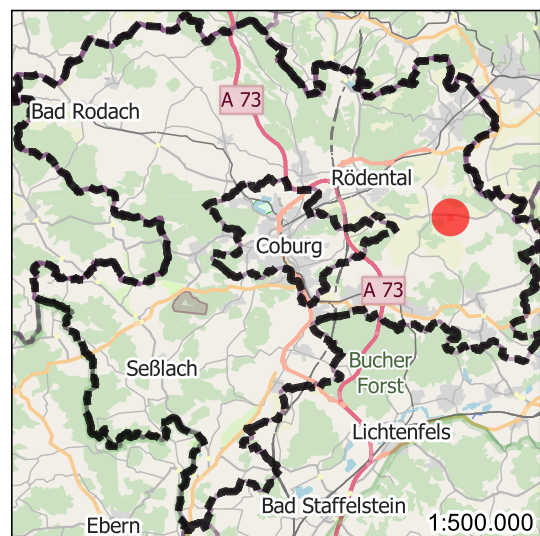 A 73
Bad Rodach
Rödental
Coburg
A 73
Bucher
Forst
Seßlach
Lichtenfels
Bad Staffelstein
Ebern
1:500.000